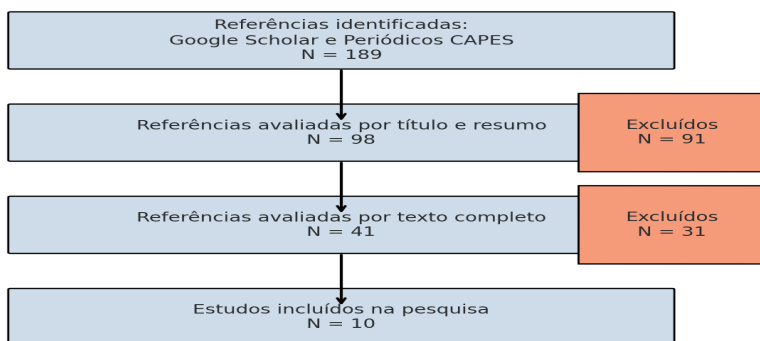 Referências identificadas:
Google Scholar e Periódicos CAPES
N = 189
Referências avaliadas por título e resumo
N = 98
Excluídos
N = 91
Referências avaliadas por texto completo
N = 41
Excluídos
N = 31
Estudos incluídos na pesquisa
N = 10